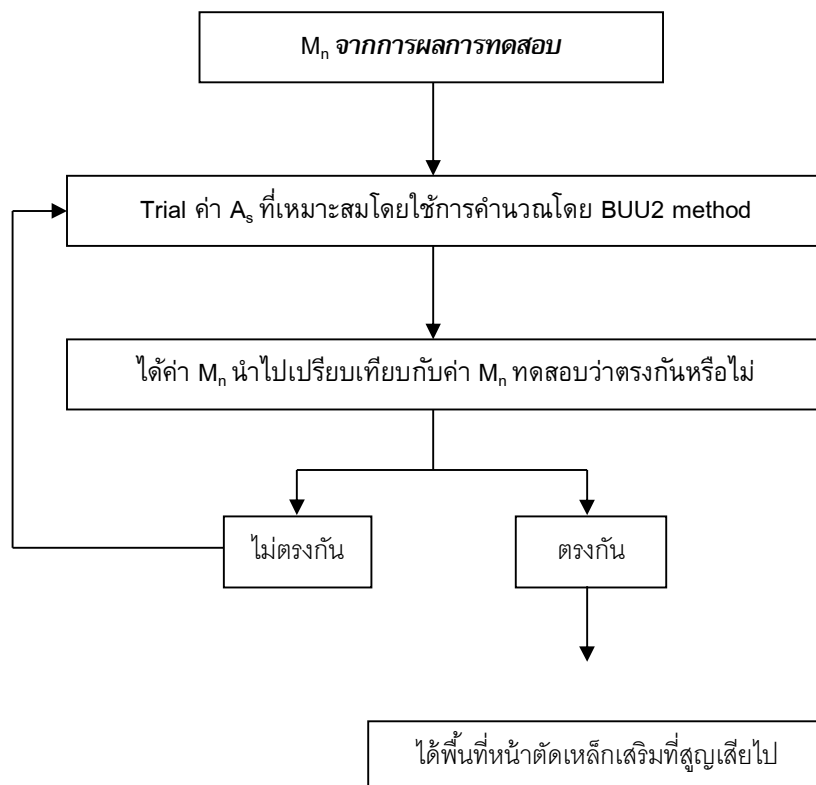 Mn จากการผลการทดสอบ
Trial ค่า As ที่เหมาะสมโดยใช้การคำนวณโดย BUU2 method
ได้ค่า Mn นำไปเปรียบเทียบกับค่า Mn ทดสอบว่าตรงกันหรือไม่
ไม่ตรงกัน
ตรงกัน
ได้พื้นที่หน้าตัดเหล็กเสริมที่สูญเสียไป